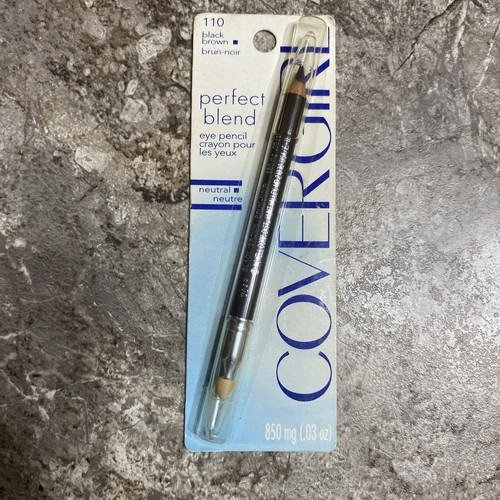 110
black
brown
brun-noir
perfect
blend
eye pencil
crayon pour
les yeux
neutral
neutre
COVERGIRL
850 mg (.03 oz)